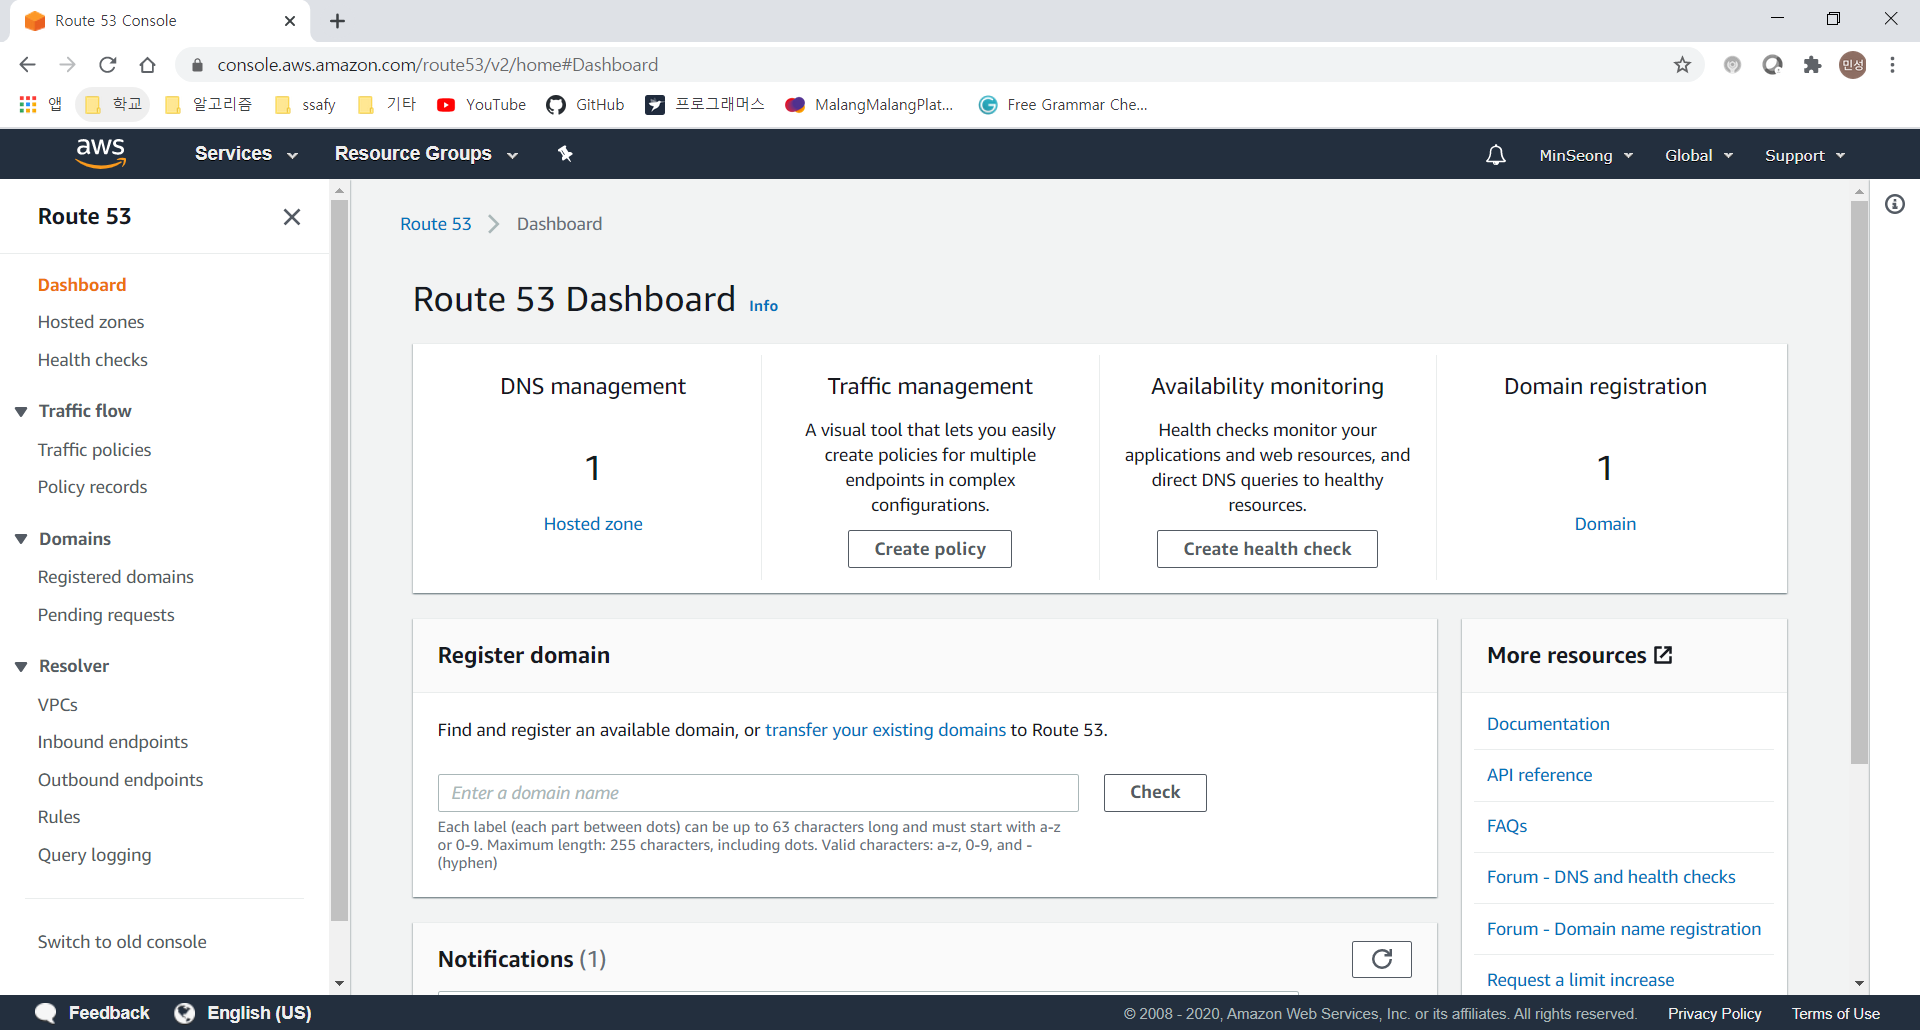 Route 53 Console
console.aws.amazon.com/route53/v2/home#Dashboard
민성
앱 학교 알고리즘 ssafy 기타 YouTube GitHub 프로그래머스 MalangMalangPlat... Free Grammar Che...
aws Services Resource Groups MinSeong Global Support
Route 53
Dashboard
Hosted zones
Health checks
Traffic flow
Traffic policies
Policy records
Domains
Registered domains
Pending requests
Resolver
VPCs
Inbound endpoints
Outbound endpoints
Rules
Query logging
Switch to old console
Route 53 Dashboard
Route 53 Dashboard Info
DNS management
1
Hosted zone
Traffic management
A visual tool that lets you easily
create policies for multiple
endpoints in complex
configurations.
Create policy
Availability monitoring
Health checks monitor your
applications and web resources, and
direct DNS queries to healthy
resources.
Create health check
Domain registration
1
Domain
Register domain
Find and register an available domain, or transfer your existing domains to Route 53.
Enter a domain name
Check
Each label (each part between dots) can be up to 63 characters long and must start with a-z
or 0-9. Maximum length: 255 characters, including dots. Valid characters: a-z, 0-9, and -
(hyphen)
Notifications (1)
More resources
Documentation
API reference
FAQs
Forum - DNS and health checks
Forum - Domain name registration
Request a limit increase
Feedback English (US) © 2008 - 2020, Amazon Web Services, Inc. or its affiliates. All rights reserved. Privacy Policy Terms of Use